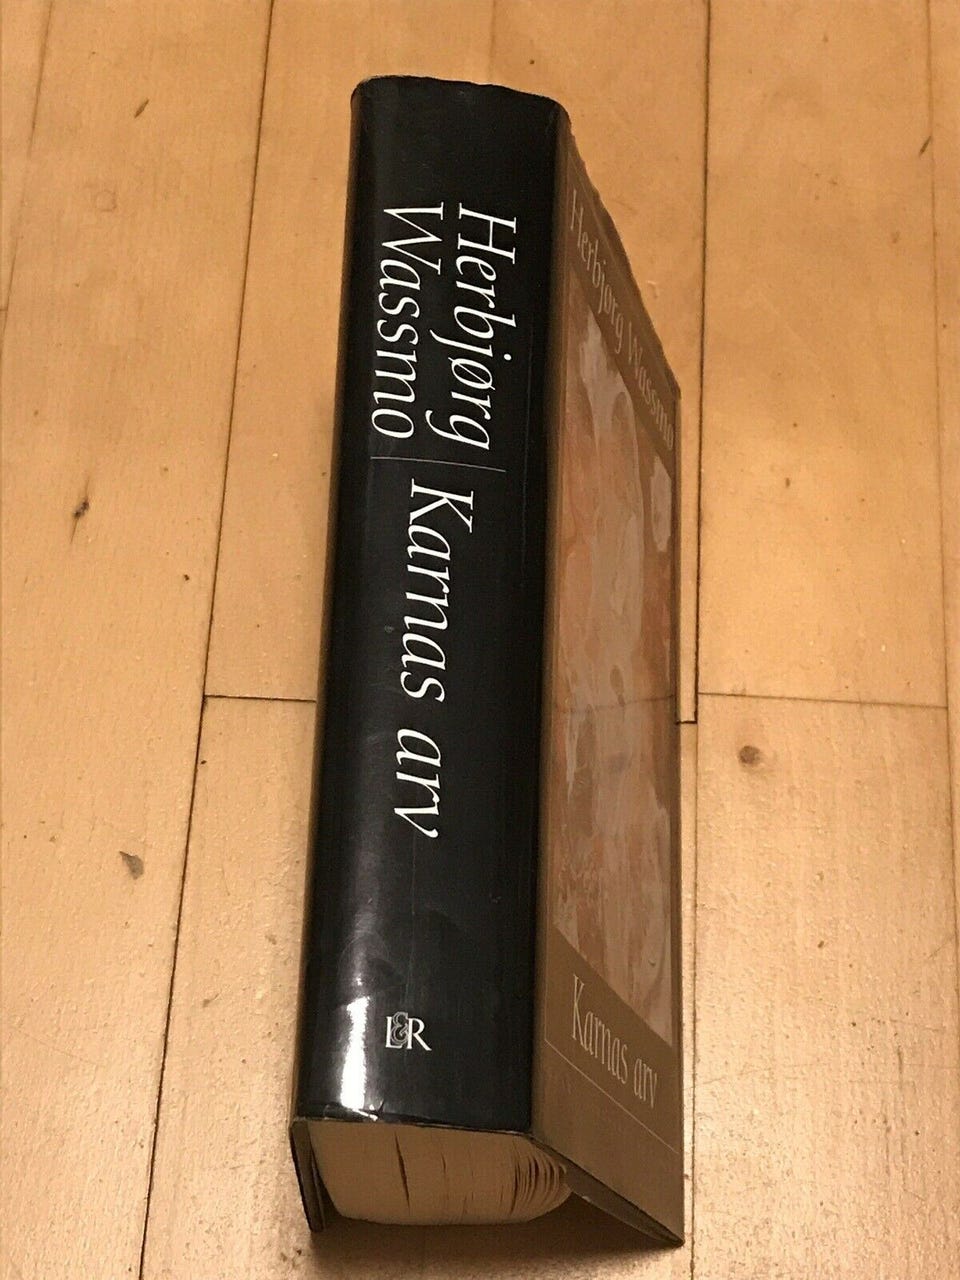 Herbjørg
Wassmo
Karnas arv
L&R
Herbjørg Wassmo
Karnas arv